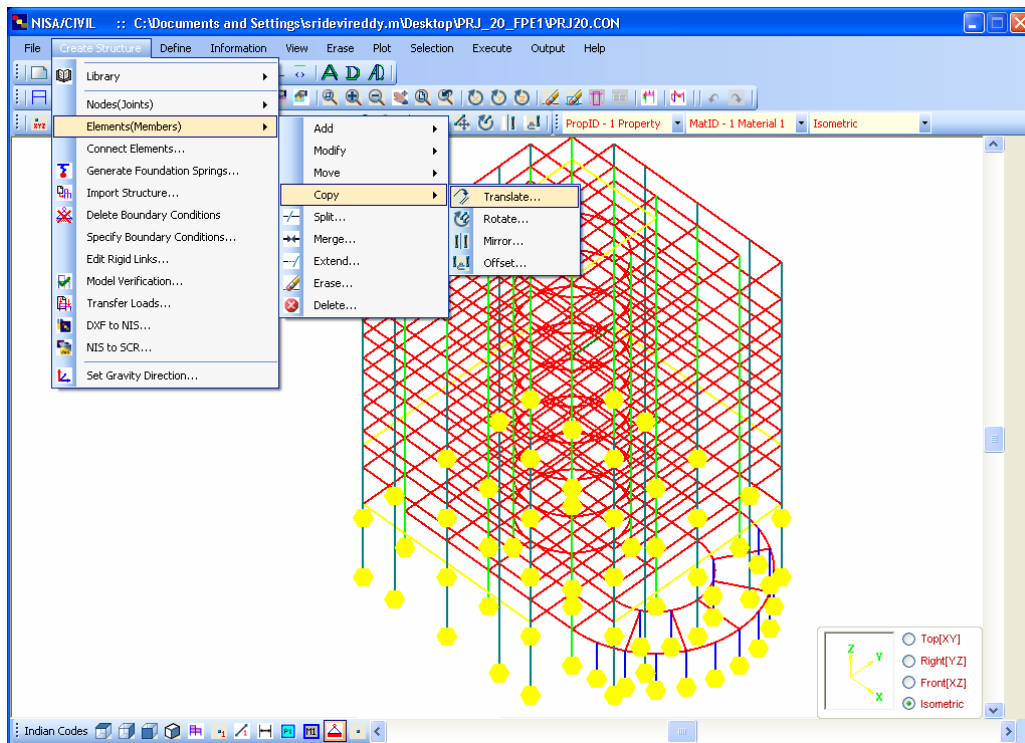 NISA/CIVIL :: C:\Documents and Settings\sridevireddy.m\Desktop\PRJ_20_FPE1\PRJ20.CON
File Create Structure Define Information View Erase Plot Selection Execute Output Help
Library
Nodes(Joints)
Elements(Members)
Connect Elements...
Generate Foundation Springs...
Import Structure...
Delete Boundary Conditions
Specify Boundary Conditions...
Edit Rigid Links...
Model Verification...
Transfer Loads...
DXF to NIS...
NIS to SCR...
Set Gravity Direction...
Add
Modify
Move
Copy
Split...
Merge...
Extend...
Erase...
Delete...
Translate...
Rotate...
Mirror...
Offset...
A D
PropID - 1 Property MatID - 1 Material 1 Isometric
Z Y X
Top[XY]
Right[YZ]
Front[XZ]
Isometric
Indian Codes